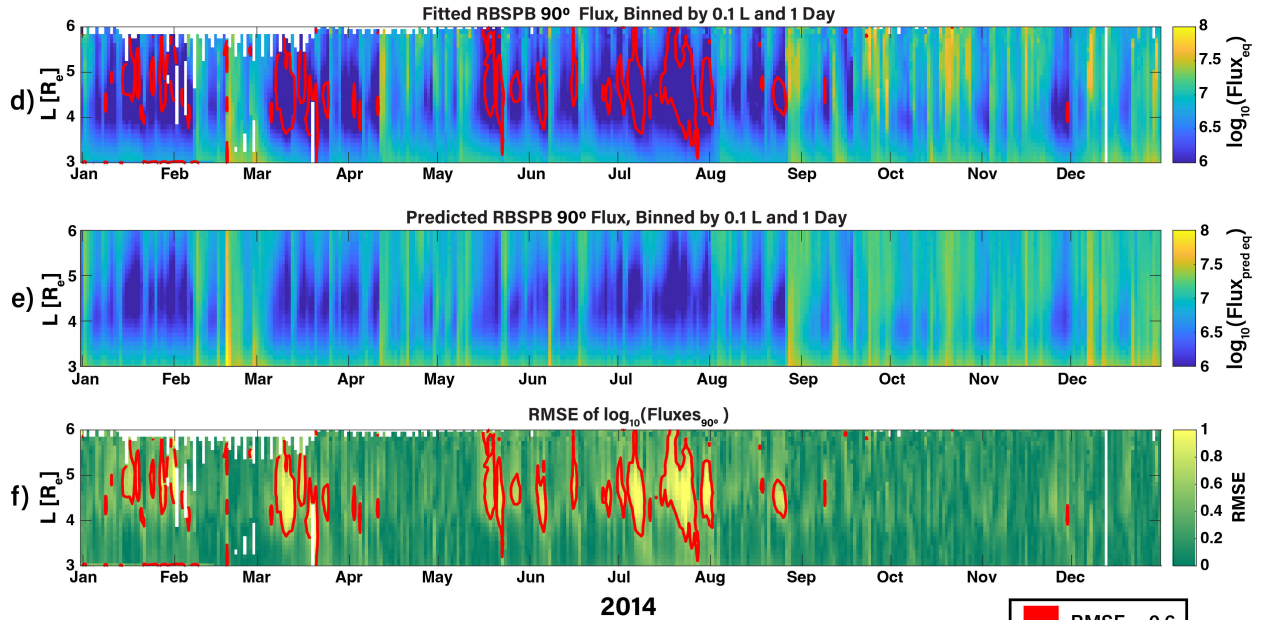 Fitted RBSPB 90º Flux, Binned by 0.1 L and 1 Day
d)
L [Re]
6
5
4
3
Jan Feb Mar Apr May Jun Jul Aug Sep Oct Nov Dec
8
7.5
7
6.5
6
log10(Fluxeq)
Predicted RBSPB 90º Flux, Binned by 0.1 L and 1 Day
e)
L [Re]
6
5
4
3
Jan Feb Mar Apr May Jun Jul Aug Sep Oct Nov Dec
8
7.5
7
6.5
6
log10(Fluxpred eq)
RMSE of log10(Fluxes90º )
f)
L [Re]
6
5
4
3
Jan Feb Mar Apr May Jun Jul Aug Sep Oct Nov Dec
1
0.8
0.6
0.4
0.2
0
RMSE
2014
RMSE